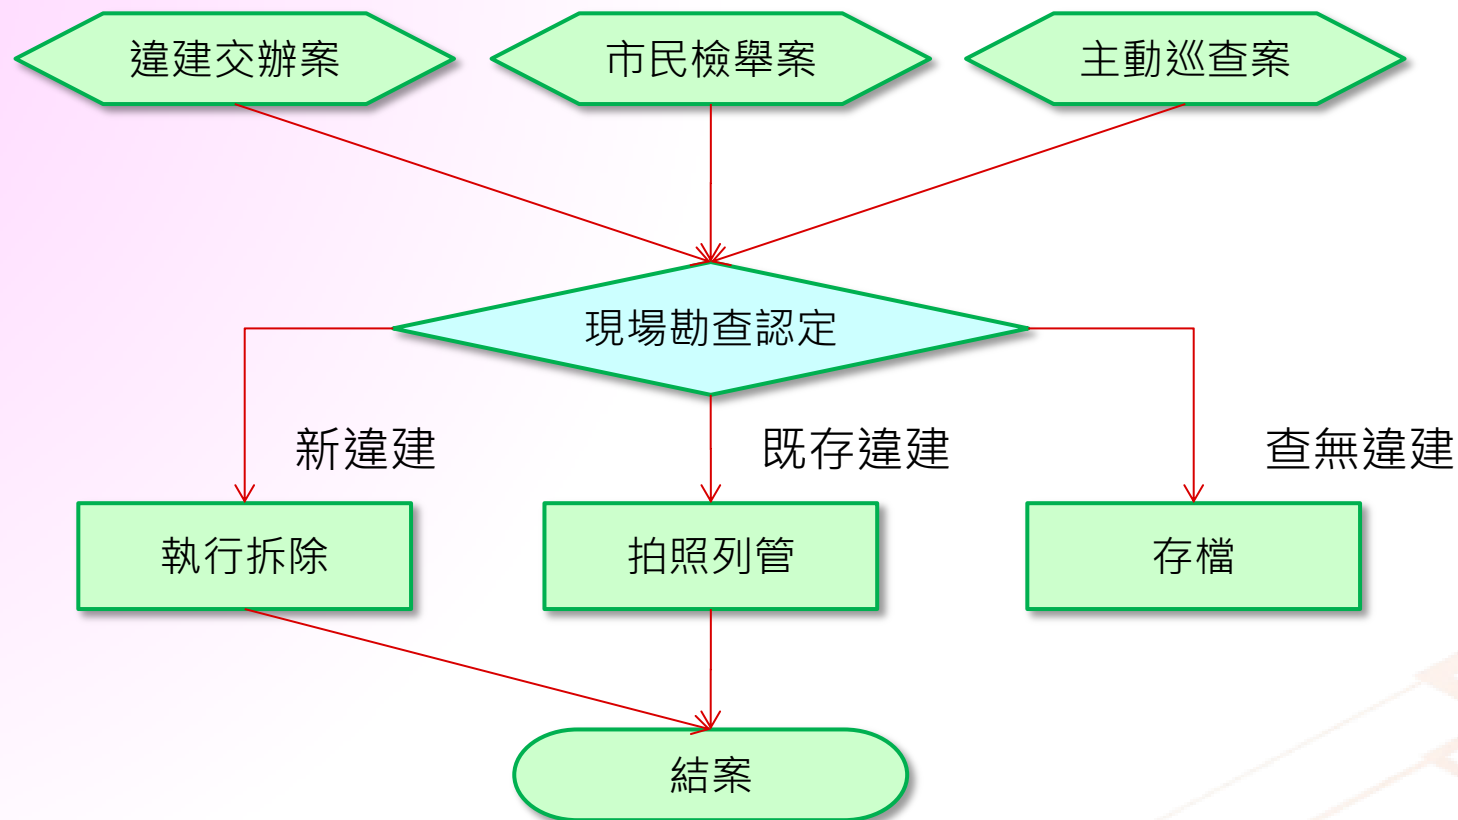 違建交辦案
市民檢舉案
主動巡查案
現場勘查認定
新違建
既存違建
查無違建
執行拆除
拍照列管
存檔
結案